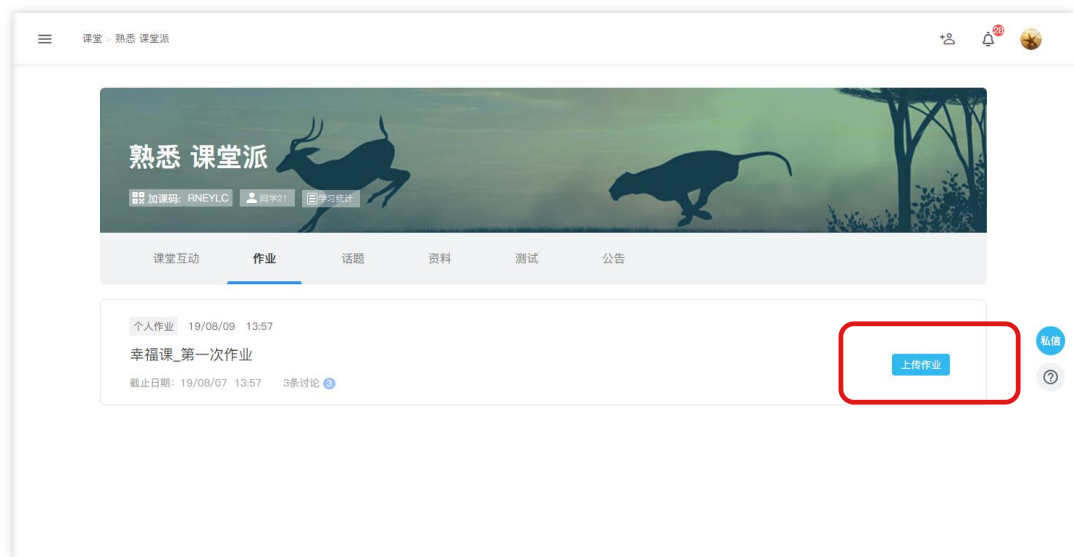 课堂 > 熟悉 课堂派
28
熟悉 课堂派
加课码: RNEYLC 同学21 学习统计
课堂互动 作业 话题 资料 测试 公告
个人作业 19/08/09 13:57
幸福课_第一次作业
截止日期: 19/08/07 13:57 3条讨论 3
上传作业
私信